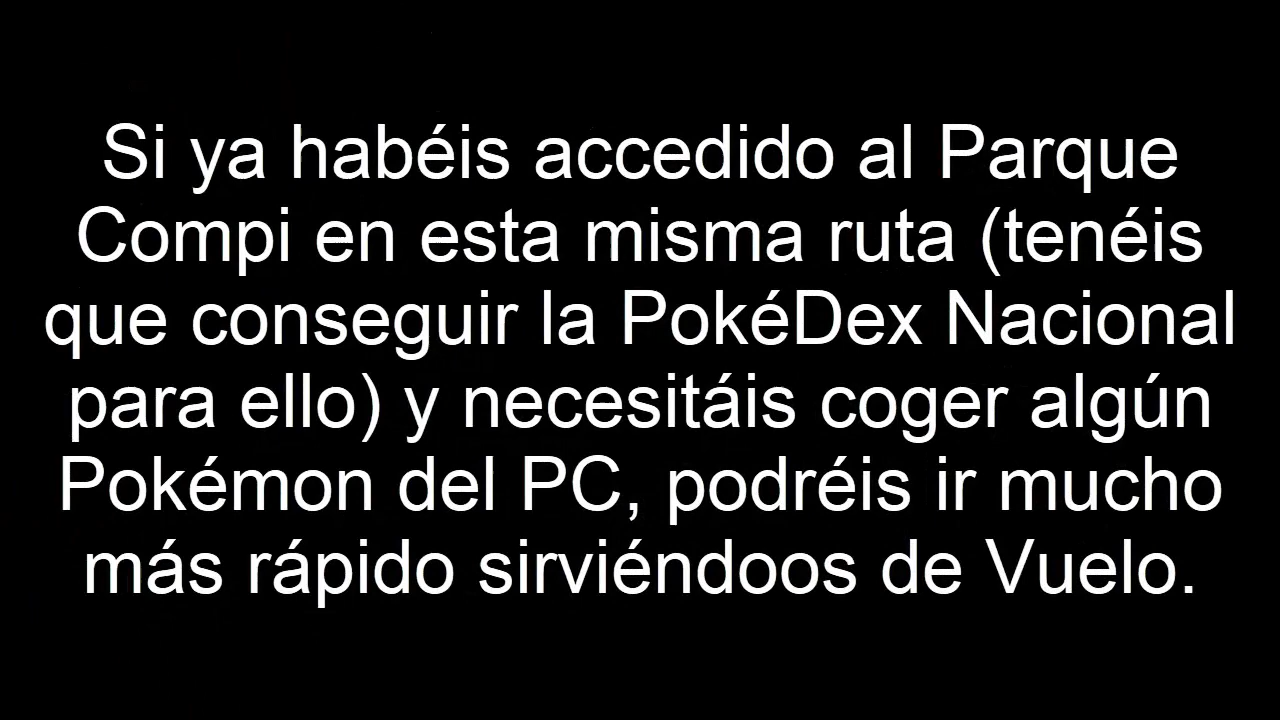 Si ya habéis accedido al Parque
Compi en esta misma ruta (tenéis
que conseguir la PokéDex Nacional
para ello) y necesitáis coger algún
Pokémon del PC, podréis ir mucho
más rápido sirviéndoos de Vuelo.